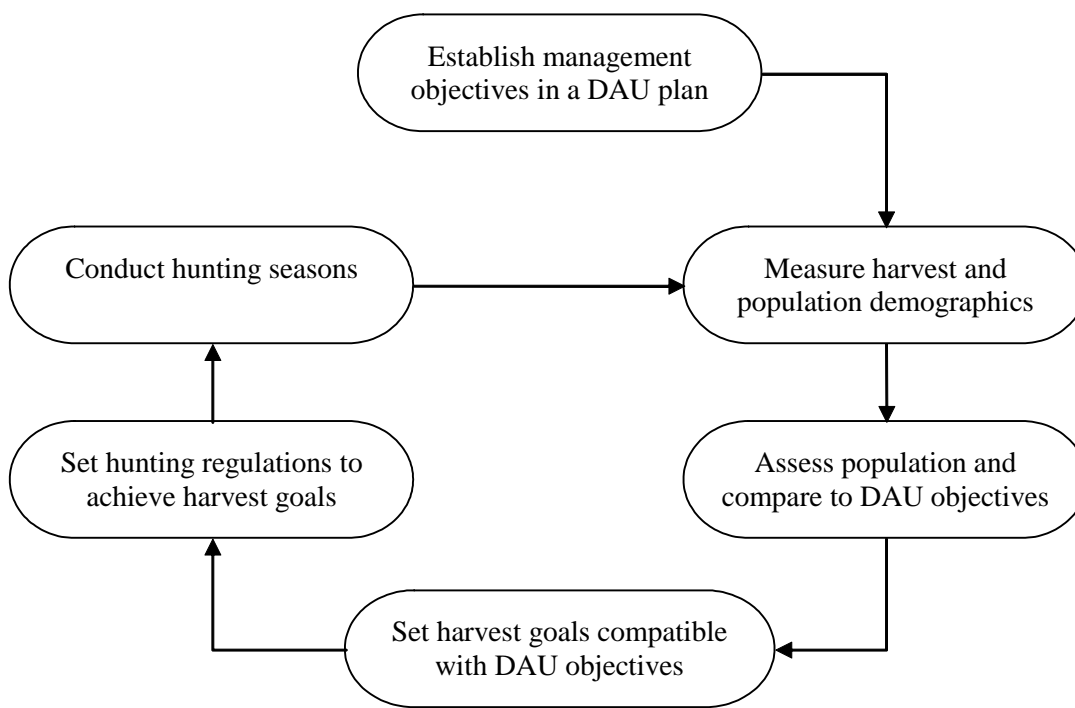 Establish management
objectives in a DAU plan
Conduct hunting seasons
Measure harvest and
population demographics
Set hunting regulations to
achieve harvest goals
Assess population and
compare to DAU objectives
Set harvest goals compatible
with DAU objectives